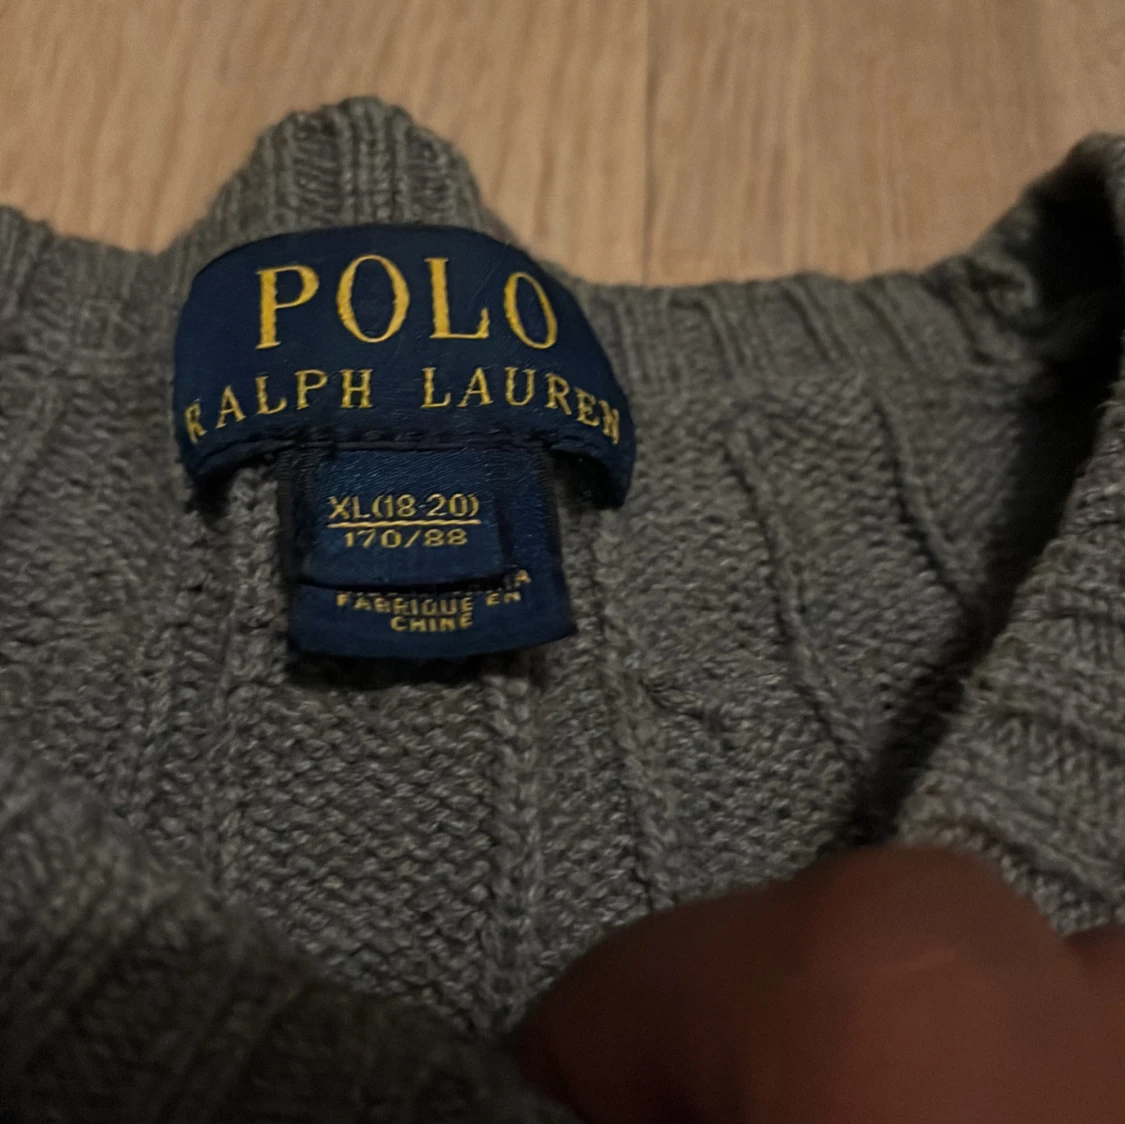 POLO
RALPH LAUREN
XL(18-20)
170/88
FABRIQUE EN
CHINE